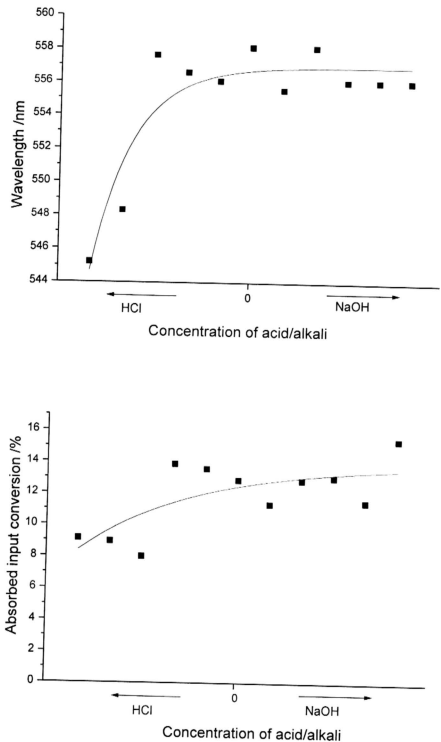 560
558
556
554
552
550
548
546
544
Wavelength /nm
HCl
0
NaOH
Concentration of acid/alkali
16
14
12
10
8
6
4
2
0
Absorbed input conversion /%
HCl
0
NaOH
Concentration of acid/alkali